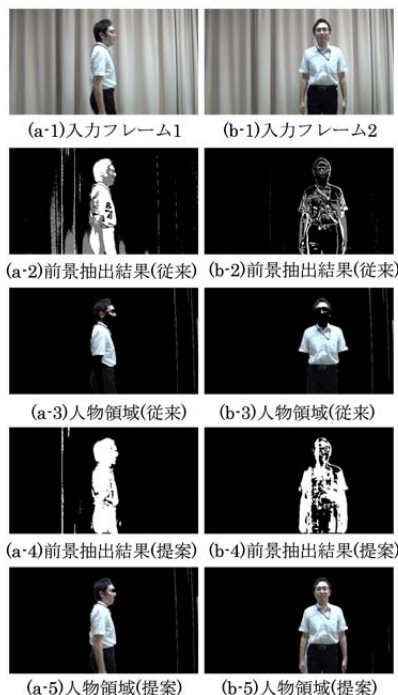 (a-1)入力フレーム1
(b-1)入力フレーム2
(a-2)前景抽出結果(従来)
(b-2)前景抽出結果(従来)
(a-3)人物領域(従来)
(b-3)人物領域(従来)
(a-4)前景抽出結果(提案)
(b-4)前景抽出結果(提案)
(a-5)人物領域(提案)
(b-5)人物領域(提案)